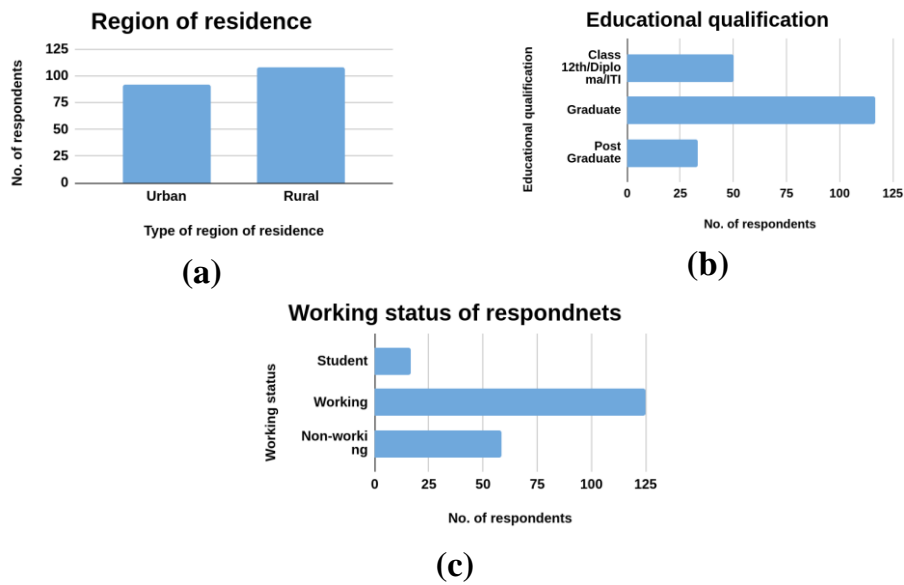 Region of residence
No. of respondents
125
100
75
50
25
0
Urban Rural
Type of region of residence
(a)
Educational qualification
Educational qualification
Class
12th/Diplo
ma/ITI
Graduate
Post
Graduate
0 25 50 75 100 125
No. of respondents
(b)
Working status of respondnets
Working status
Student
Working
Non-worki
ng
0 25 50 75 100 125
No. of respondents
(c)